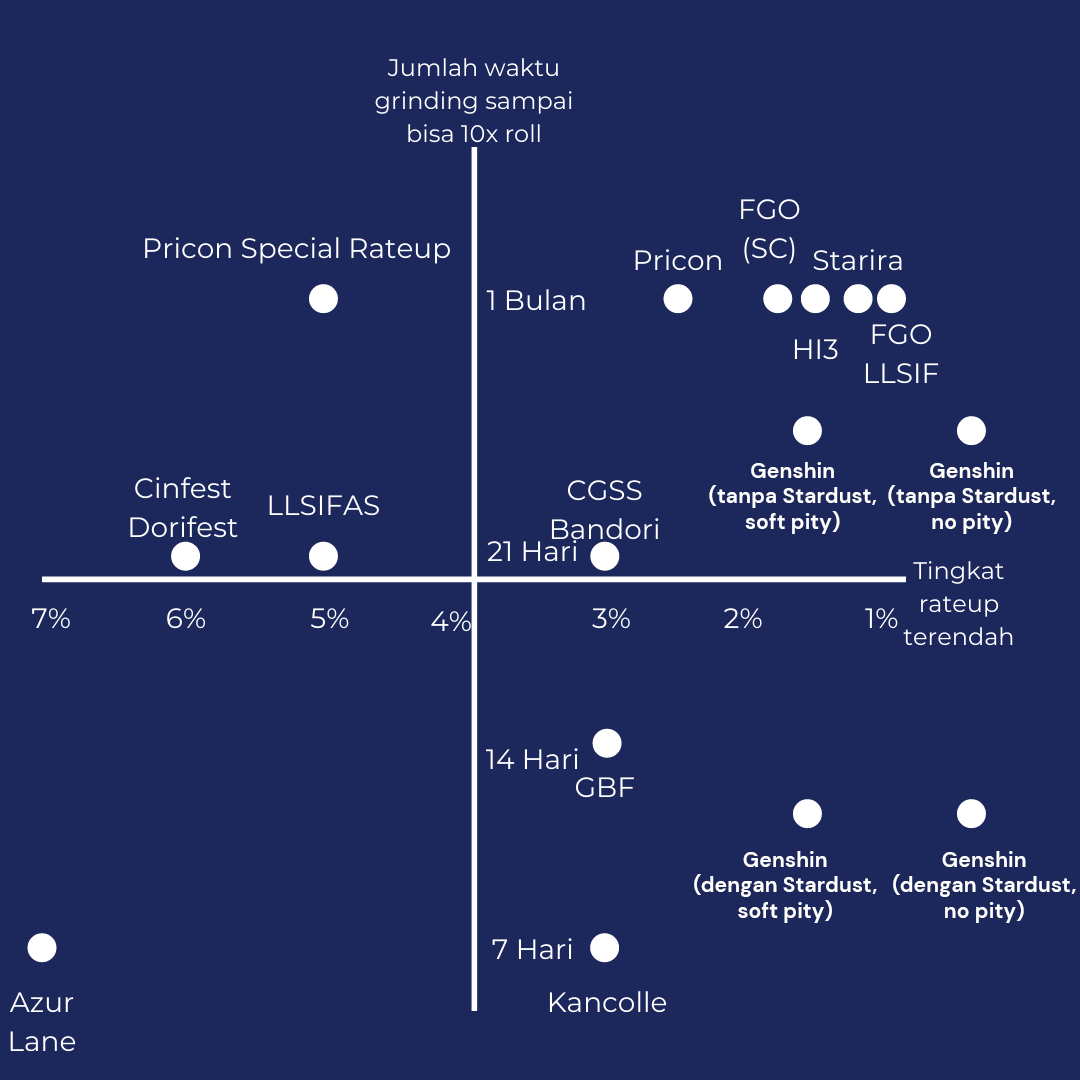 Jumlah waktu
grinding sampai
bisa 10x roll
FGO
(SC)
Pricon Special Rateup
Pricon
Starira
1 Bulan
HI3
FGO
LLSIF
Genshin
(tanpa Stardust,
soft pity)
Genshin
(tanpa Stardust,
no pity)
Cinfest
Dorifest
LLSIFAS
CGSS
Bandori
21 Hari
Tingkat
rateup
terendah
7%
6%
5%
4%
3%
2%
1%
14 Hari
GBF
Genshin
(dengan Stardust,
soft pity)
Genshin
(dengan Stardust,
no pity)
7 Hari
Kancolle
Azur
Lane